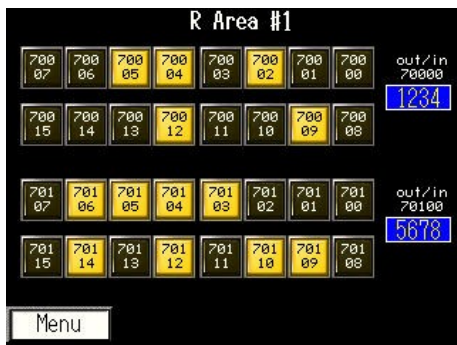 R Area #1
700 700 700 700 700 700 700 700 out/in
07 06 05 04 03 02 01 00 70000
1234
700 700 700 700 700 700 700 700
15 14 13 12 11 10 09 08
701 701 701 701 701 701 701 701 out/in
07 06 05 04 03 02 01 00 70100
5678
701 701 701 701 701 701 701 701
15 14 13 12 11 10 09 08
Menu